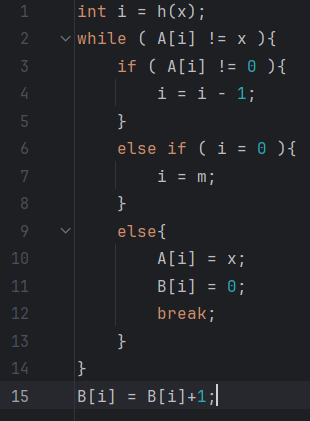 1 int i = h(x);
2 while ( A[i] != x ){
3     if ( A[i] != 0 ){
4         i = i - 1;
5     }
6     else if ( i = 0 ){
7         i = m;
8     }
9     else{
10         A[i] = x;
11         B[i] = 0;
12         break;
13     }
14 }
15 B[i] = B[i]+1;